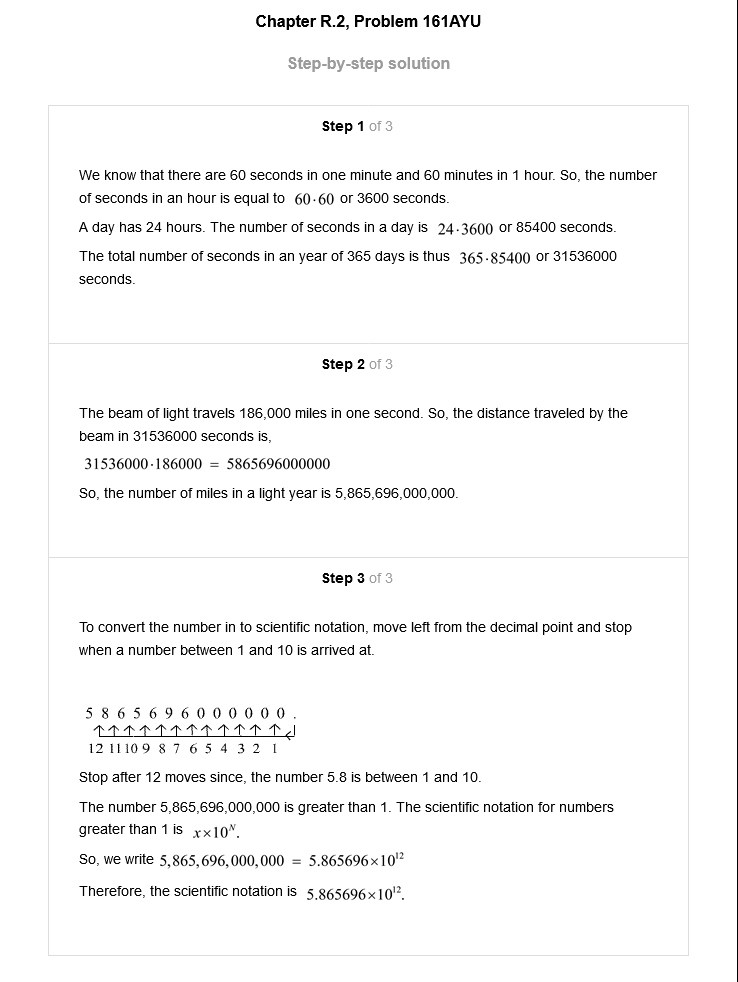 Chapter R.2, Problem 161AYU
Step-by-step solution
Step 1 of 3
We know that there are 60 seconds in one minute and 60 minutes in 1 hour. So, the number
of seconds in an hour is equal to 60·60 or 3600 seconds.
A day has 24 hours. The number of seconds in a day is 24·3600 or 85400 seconds.
The total number of seconds in an year of 365 days is thus 365·85400 or 31536000
seconds.
Step 2 of 3
The beam of light travels 186,000 miles in one second. So, the distance traveled by the
beam in 31536000 seconds is,
31536000·186000 = 5865696000000
So, the number of miles in a light year is 5,865,696,000,000.
Step 3 of 3
To convert the number in to scientific notation, move left from the decimal point and stop
when a number between 1 and 10 is arrived at.
5 8 6 5 6 9 6 0 0 0 0 0 0 .
12 11 10 9 8 7 6 5 4 3 2 1
Stop after 12 moves since, the number 5.8 is between 1 and 10.
The number 5,865,696,000,000 is greater than 1. The scientific notation for numbers
greater than 1 is x×10^N.
So, we write 5,865,696,000,000 = 5.865696×10^12
Therefore, the scientific notation is 5.865696×10^12.